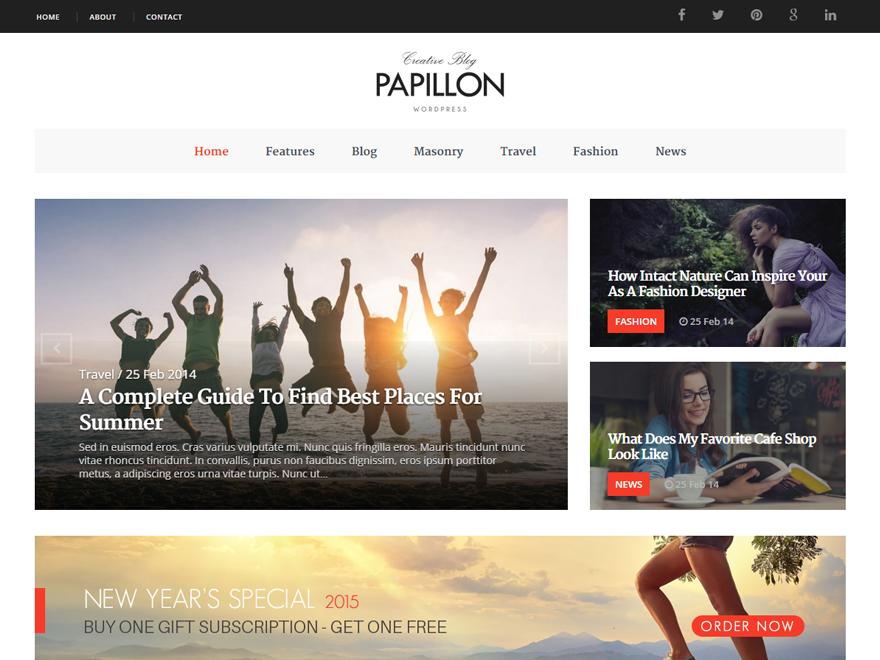 HOME ABOUT CONTACT
Creative Blog
PAPILLON
WORDPRESS
Home Features Blog Masonry Travel Fashion News
Travel / 25 Feb 2014
A Complete Guide To Find Best Places For
Summer
Sed in euismod eros. Cras varius vulputate mi. Nunc quis fringilla eros. Mauris tincidunt nunc
vitae rhoncus tincidunt. In convallis, purus non faucibus dignissim, eros ipsum porttitor
metus, a adipiscing eros urna vitae turpis. Nunc ut...
How Intact Nature Can Inspire Your
As A Fashion Designer
FASHION 25 Feb 14
What Does My Favorite Cafe Shop
Look Like
NEWS 25 Feb 14
NEW YEAR'S SPECIAL 2015
BUY ONE GIFT SUBSCRIPTION - GET ONE FREE
ORDER NOW